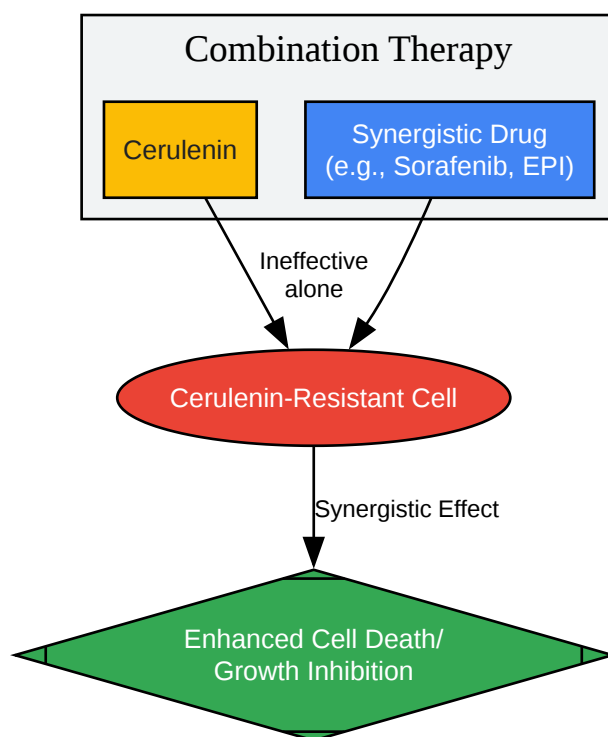 Combination Therapy
Cerulenin
Synergistic Drug
(e.g., Sorafenib, EPI)
Ineffective
alone
Cerulenin-Resistant Cell
Synergistic Effect
Enhanced Cell Death/
Growth Inhibition